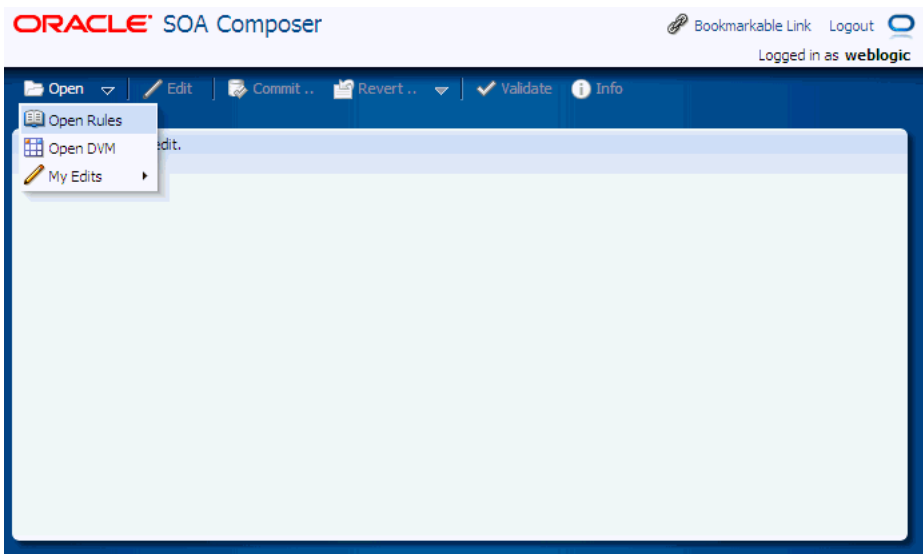 ORACLE SOA Composer
Bookmarkable Link Logout
Logged in as weblogic
Open Edit Commit .. Revert .. Validate Info
Open Rules
Open DVM
edit.
My Edits